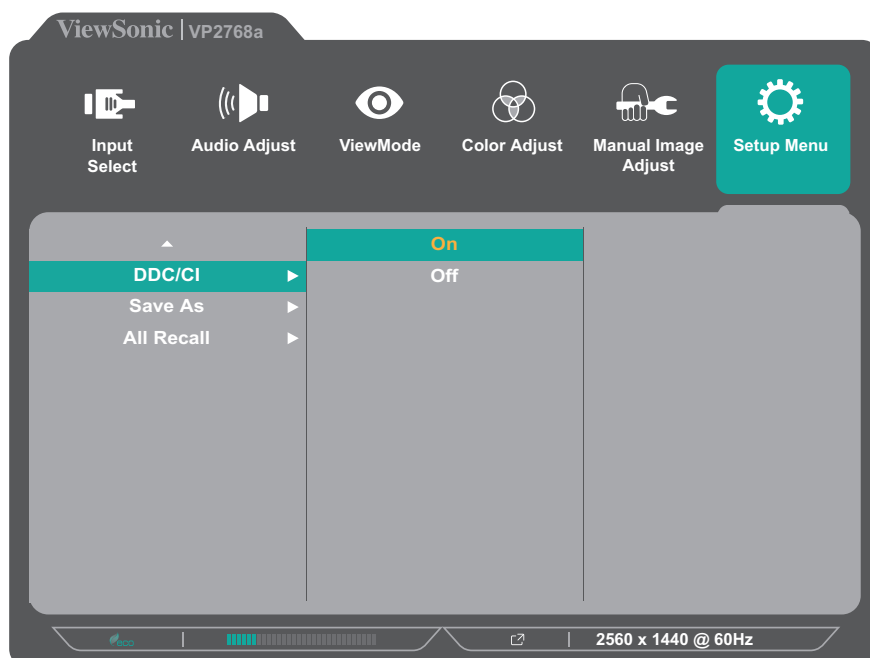 ViewSonic | VP2768a
Input
Select
Audio Adjust
ViewMode
Color Adjust
Manual Image
Adjust
Setup Menu
On
DDC/CI
Off
Save As
All Recall
eco
2560 x 1440 @ 60Hz